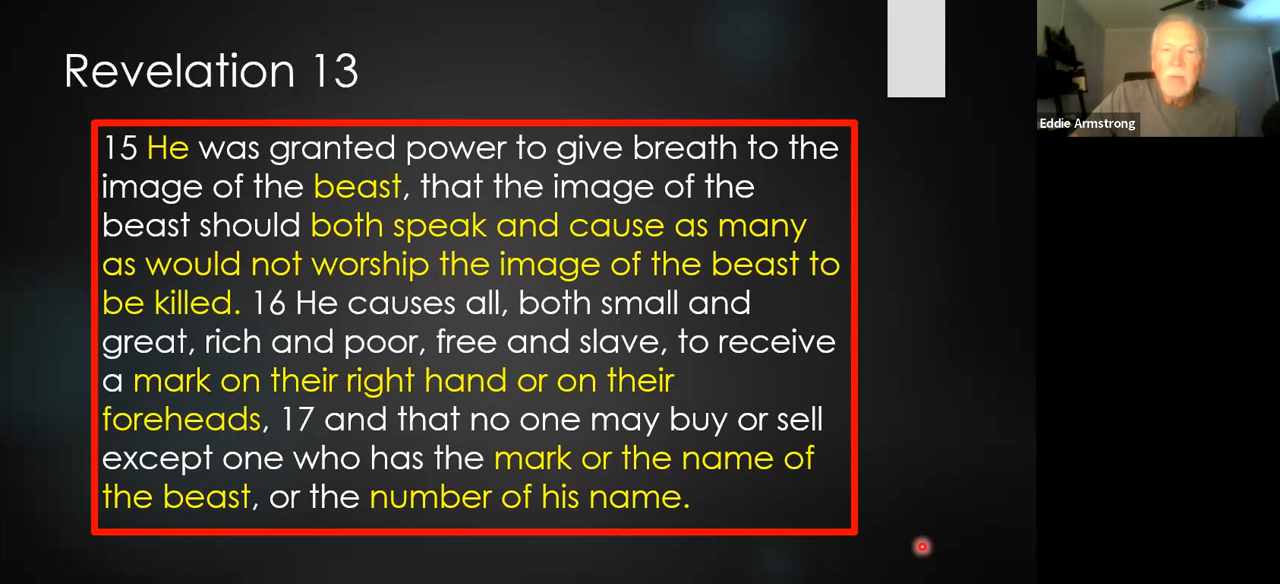 Revelation 13
15 He was granted power to give breath to the
image of the beast, that the image of the
beast should both speak and cause as many
as would not worship the image of the beast to
be killed. 16 He causes all, both small and
great, rich and poor, free and slave, to receive
a mark on their right hand or on their
foreheads, 17 and that no one may buy or sell
except one who has the mark or the name of
the beast, or the number of his name.
Eddie Armstrong